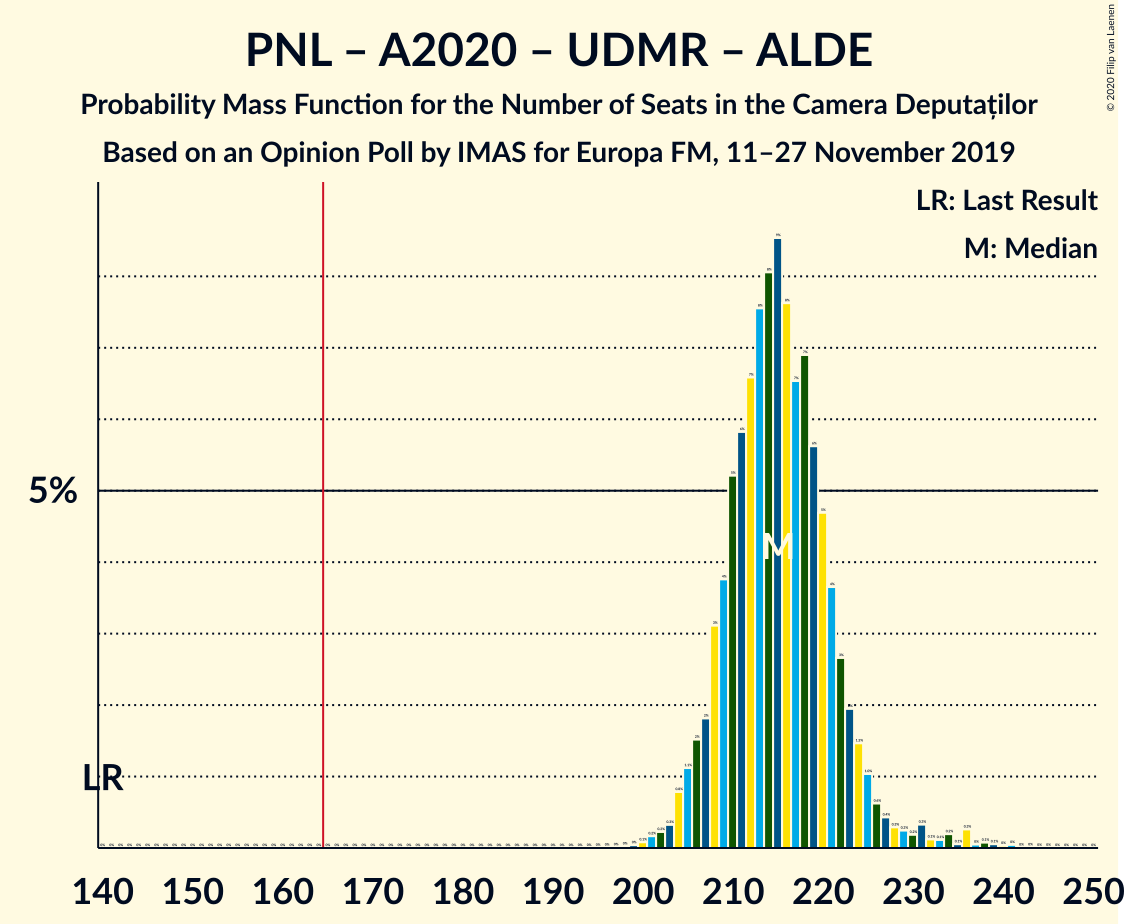 PNL – A2020 – UDMR – ALDE
Probability Mass Function for the Number of Seats in the Camera Deputaților
Based on an Opinion Poll by IMAS for Europa FM, 11–27 November 2019
© 2020 Filip van Laenen
LR: Last Result
M: Median
5%
M
LR
140 150 160 170 180 190 200 210 220 230 240 250